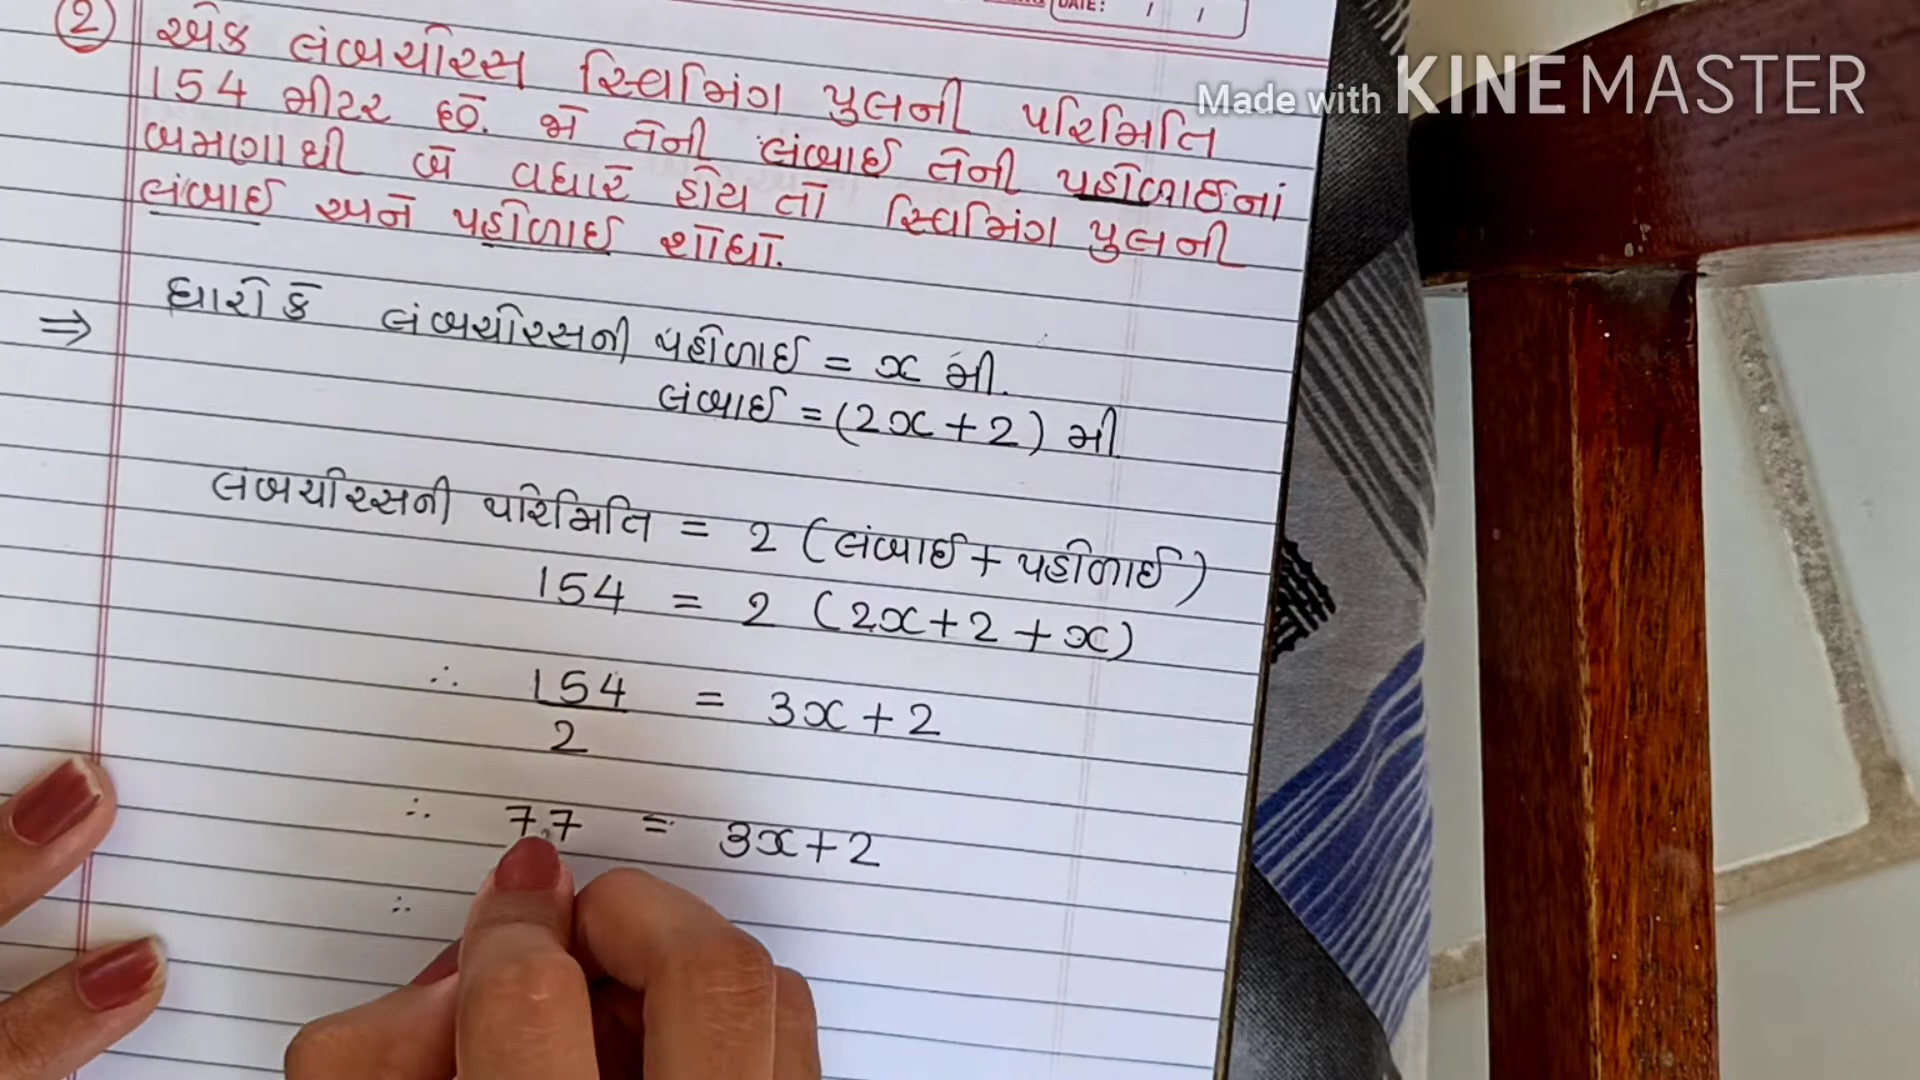 DATE: / /
Made with KINEMASTER
② એક લંબચોરસ સ્વિમિંગ પુલની પરિમિતિ
154 મીટર છે. જો તેની લંબાઈ તેની પહોળાઈનાં
બમણાથી બે વધારે હોય તો સ્વિમિંગ પુલની
લંબાઈ અને પહોળાઈ શોધો.
⇒ ધારો કે લંબચોરસની પહોળાઈ = x મી.
લંબાઈ = (2x + 2) મી
લંબચોરસની પરિમિતિ = 2 (લંબાઈ + પહોળાઈ)
154 = 2 (2x + 2 + x)
∴ 154/2 = 3x + 2
∴ 77 = 3x + 2
∴